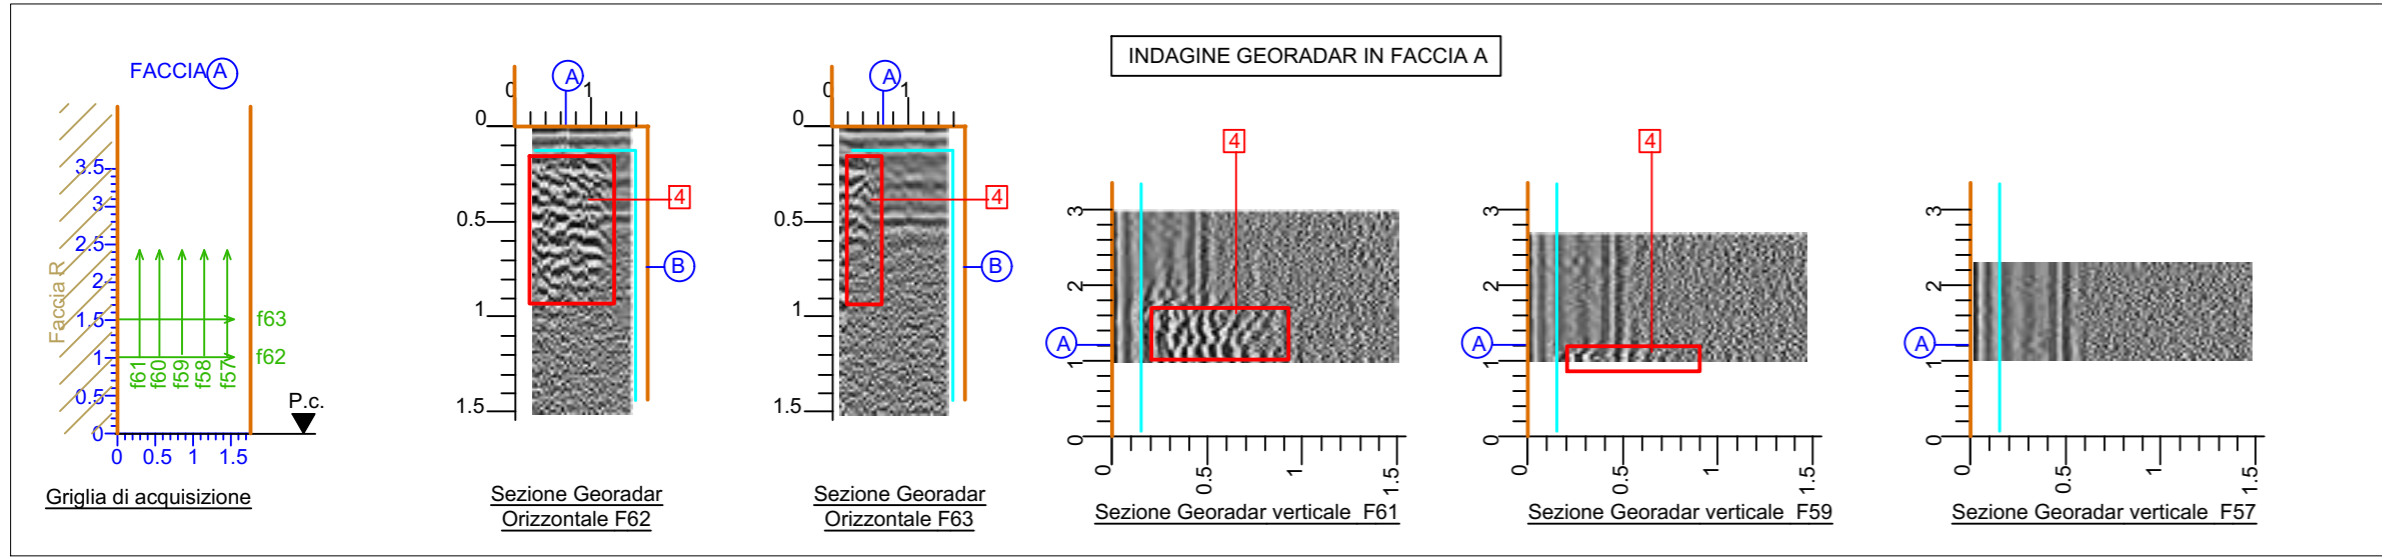 INDAGINE GEORADAR IN FACCIA A
FACCIA A
Faccia R
3.5
3
2.5
2
1.5
1
0.5
0
0 0.5 1 1.5
f61 f60 f59 f58 f57
f63
f62
P.c.
Griglia di acquisizione
A
0 1
0
0.5
1
1.5
4
B
Sezione Georadar
Orizzontale F62
A
0 1
0
0.5
1
1.5
4
B
Sezione Georadar
Orizzontale F63
4
3
2
1
0
A
0 0.5 1 1.5
Sezione Georadar verticale F61
4
3
2
1
0
A
0 0.5 1 1.5
Sezione Georadar verticale F59
3
2
1
0
A
0 0.5 1 1.5
Sezione Georadar verticale F57